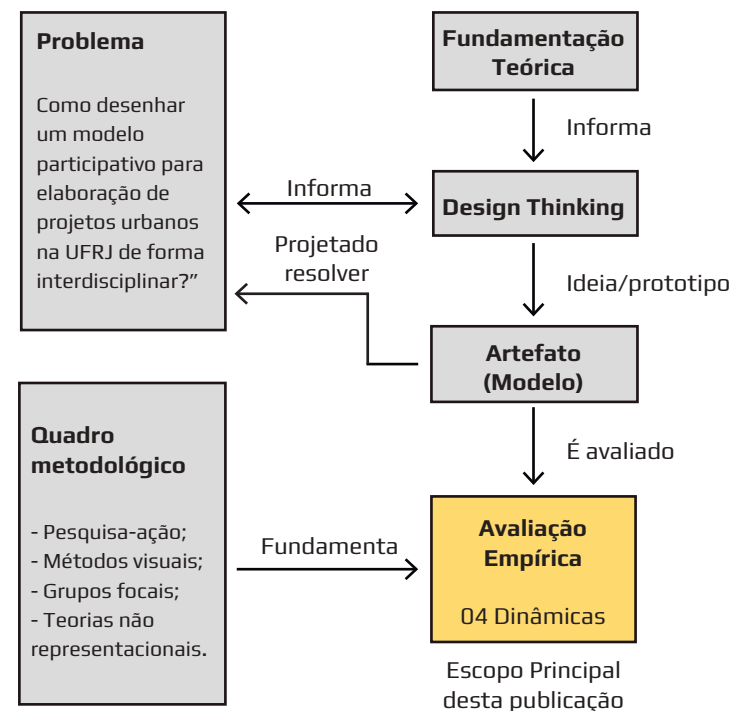 Problema
Como desenhar
um modelo
participativo para
elaboração de
projetos urbanos
na UFRJ de forma
interdisciplinar?”
Fundamentação
Teórica
Informa
Informa
Design Thinking
Projetado
resolver
Ideia/prototipo
Artefato
(Modelo)
É avaliado
Quadro
metodológico
- Pesquisa-ação;
- Métodos visuais;
- Grupos focais;
- Teorias não
representacionais.
Fundamenta
Avaliação
Empírica
04 Dinâmicas
Escopo Principal
desta publicação